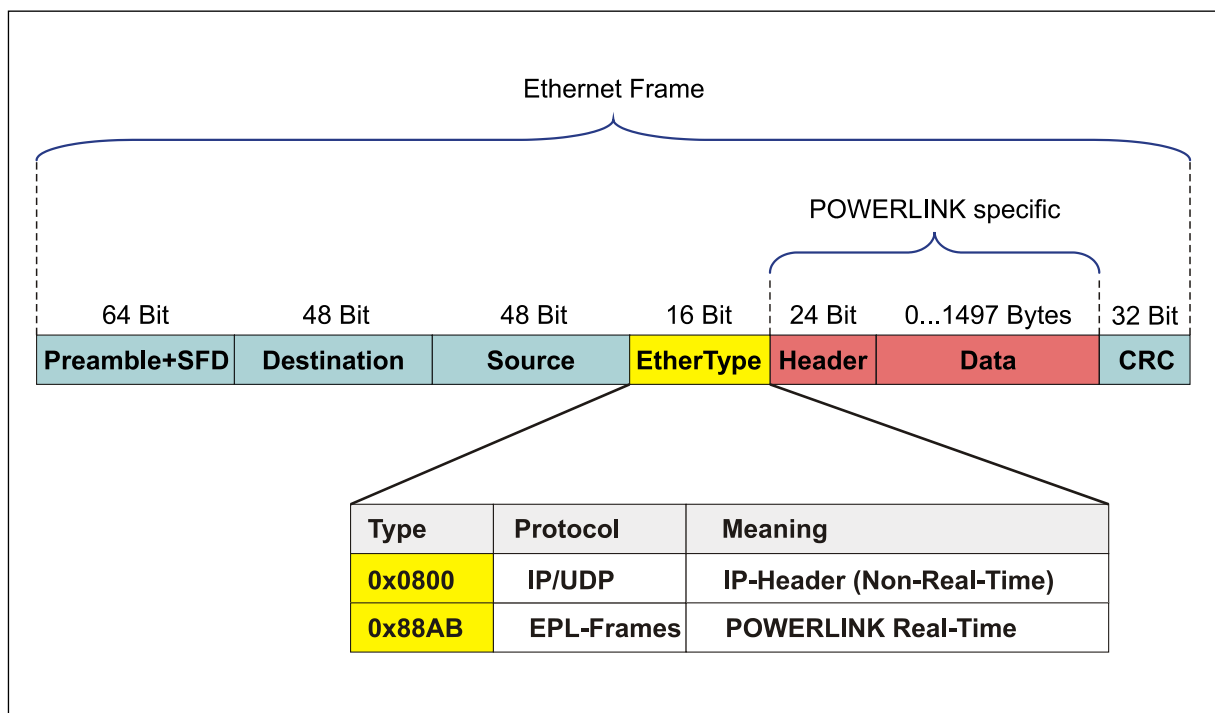 Ethernet Frame
POWERLINK specific
64 Bit 48 Bit 48 Bit 16 Bit 24 Bit 0...1497 Bytes 32 Bit
Preamble+SFD Destination Source EtherType Header Data CRC
Type Protocol Meaning
0x0800 IP/UDP IP-Header (Non-Real-Time)
0x88AB EPL-Frames POWERLINK Real-Time